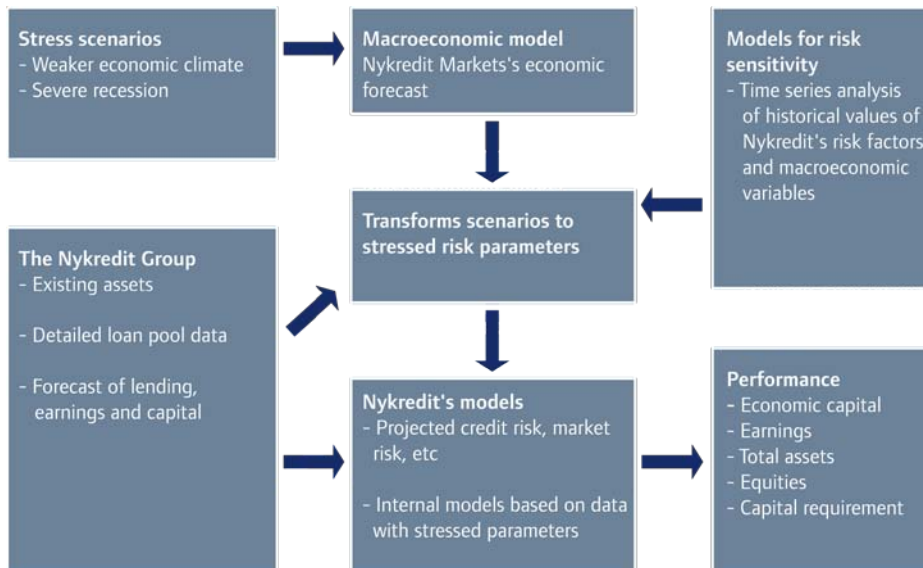 Stress scenarios
- Weaker economic climate
- Severe recession
Macroeconomic model
Nykredit Markets's economic
forecast
Models for risk
sensitivity
- Time series analysis
of historical values of
Nykredit's risk factors
and macroeconomic
variables
Transforms scenarios to
stressed risk parameters
The Nykredit Group
- Existing assets
- Detailed loan pool data
- Forecast of lending,
earnings and capital
Nykredit's models
- Projected credit risk, market
risk, etc
- Internal models based on data
with stressed parameters
Performance
- Economic capital
- Earnings
- Total assets
- Equities
- Capital requirement